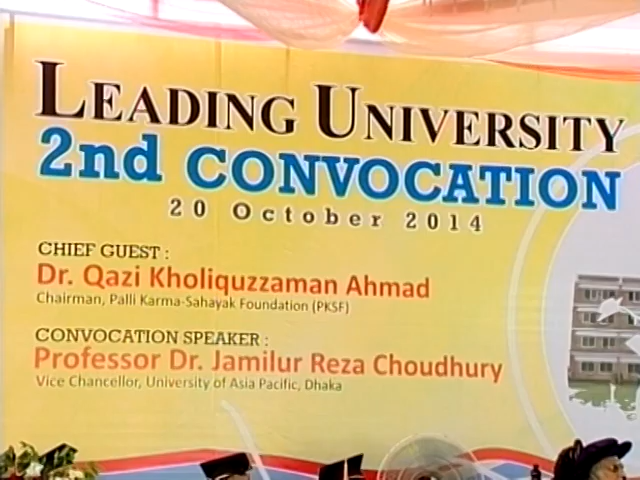 LEADING UNIVERSITY
2nd CONVOCATION
20 October 2014
CHIEF GUEST :
Dr. Qazi Kholiquzzaman Ahmad
Chairman, Palli Karma-Sahayak Foundation (PKSF)
CONVOCATION SPEAKER :
Professor Dr. Jamilur Reza Choudhury
Vice Chancellor, University of Asia Pacific, Dhaka